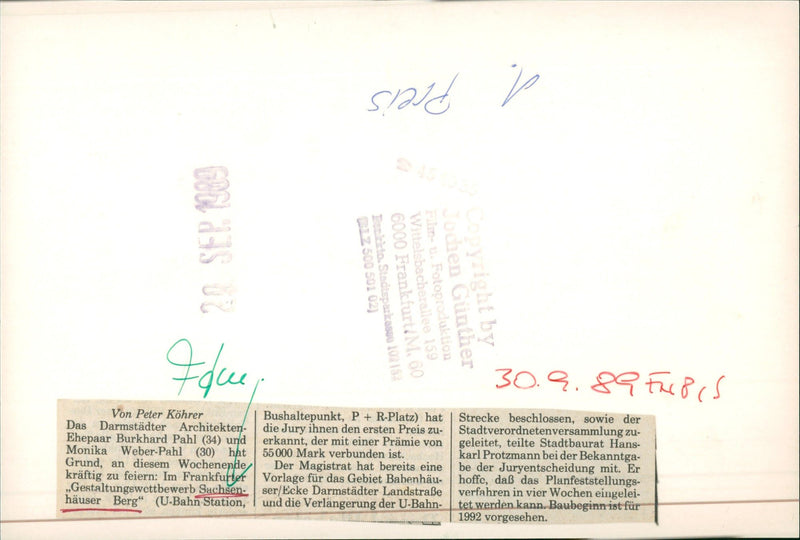 1. Preis
28 SEP. 1989
Copyright by
Jochen Günther
Film- u. Fotoproduktion
Wittelsbacherallee 159
6000 Frankfurt/M. 60
(BLZ 500 501 02)
30. 9. 89
Von Peter Köhrer
Das Darmstädter Architekten-
Ehepaar Burkhard Pahl (34) und
Monika Weber-Pahl (30) hat
Grund, an diesem Wochenende
kräftig zu feiern: Im Frankfurter
„Gestaltungswettbewerb Sachsen-
häuser Berg“ (U-Bahn-Station,
Bushaltepunkt, P + R-Platz) hat
die Jury ihnen den ersten Preis zu-
erkannt, der mit einer Prämie von
55 000 Mark verbunden ist.
Der Magistrat hat bereits eine
Vorlage für das Gebiet Babenhäu-
ser/Ecke Darmstädter Landstraße
und die Verlängerung der U-Bahn-
Strecke beschlossen, sowie der
Stadtverordnetenversammlung zu-
geleitet, teilte Stadtbaurat Hans-
karl Protzmann bei der Bekanntga-
be der Juryentscheidung mit. Er
hoffe, daß das Planfeststellungs-
verfahren in vier Wochen eingelei-
tet werden kann. Baubeginn ist für
1992 vorgesehen.